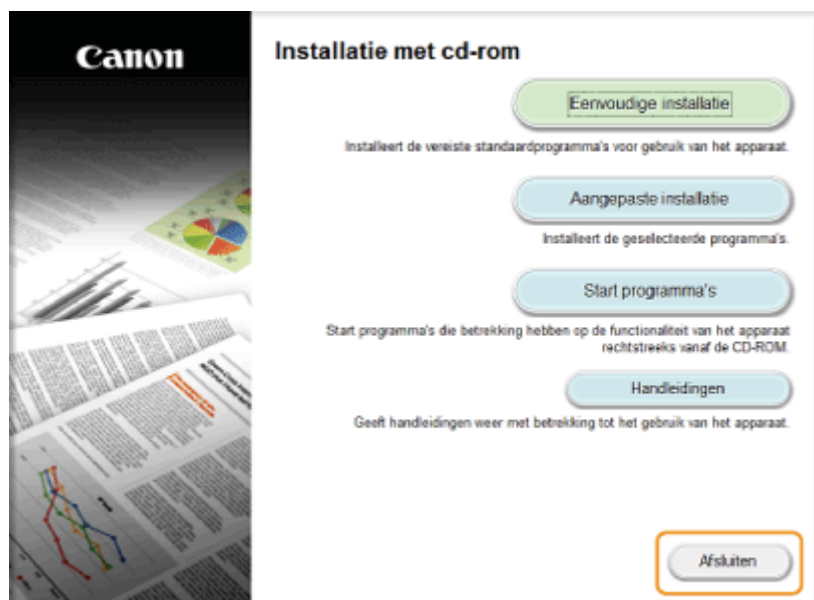 Canon
Installatie met cd-rom
Eenvoudige installatie
Installeert de vereiste standaardprogramma's voor gebruik van het apparaat.
Aangepaste installatie
Installeert de geselecteerde programma's.
Start programma's
Start programma's die betrekking hebben op de functionaliteit van het apparaat
rechtstreeks vanaf de CD-ROM.
Handleidingen
Geeft handleidingen weer met betrekking tot het gebruik van het apparaat.
Afsluiten